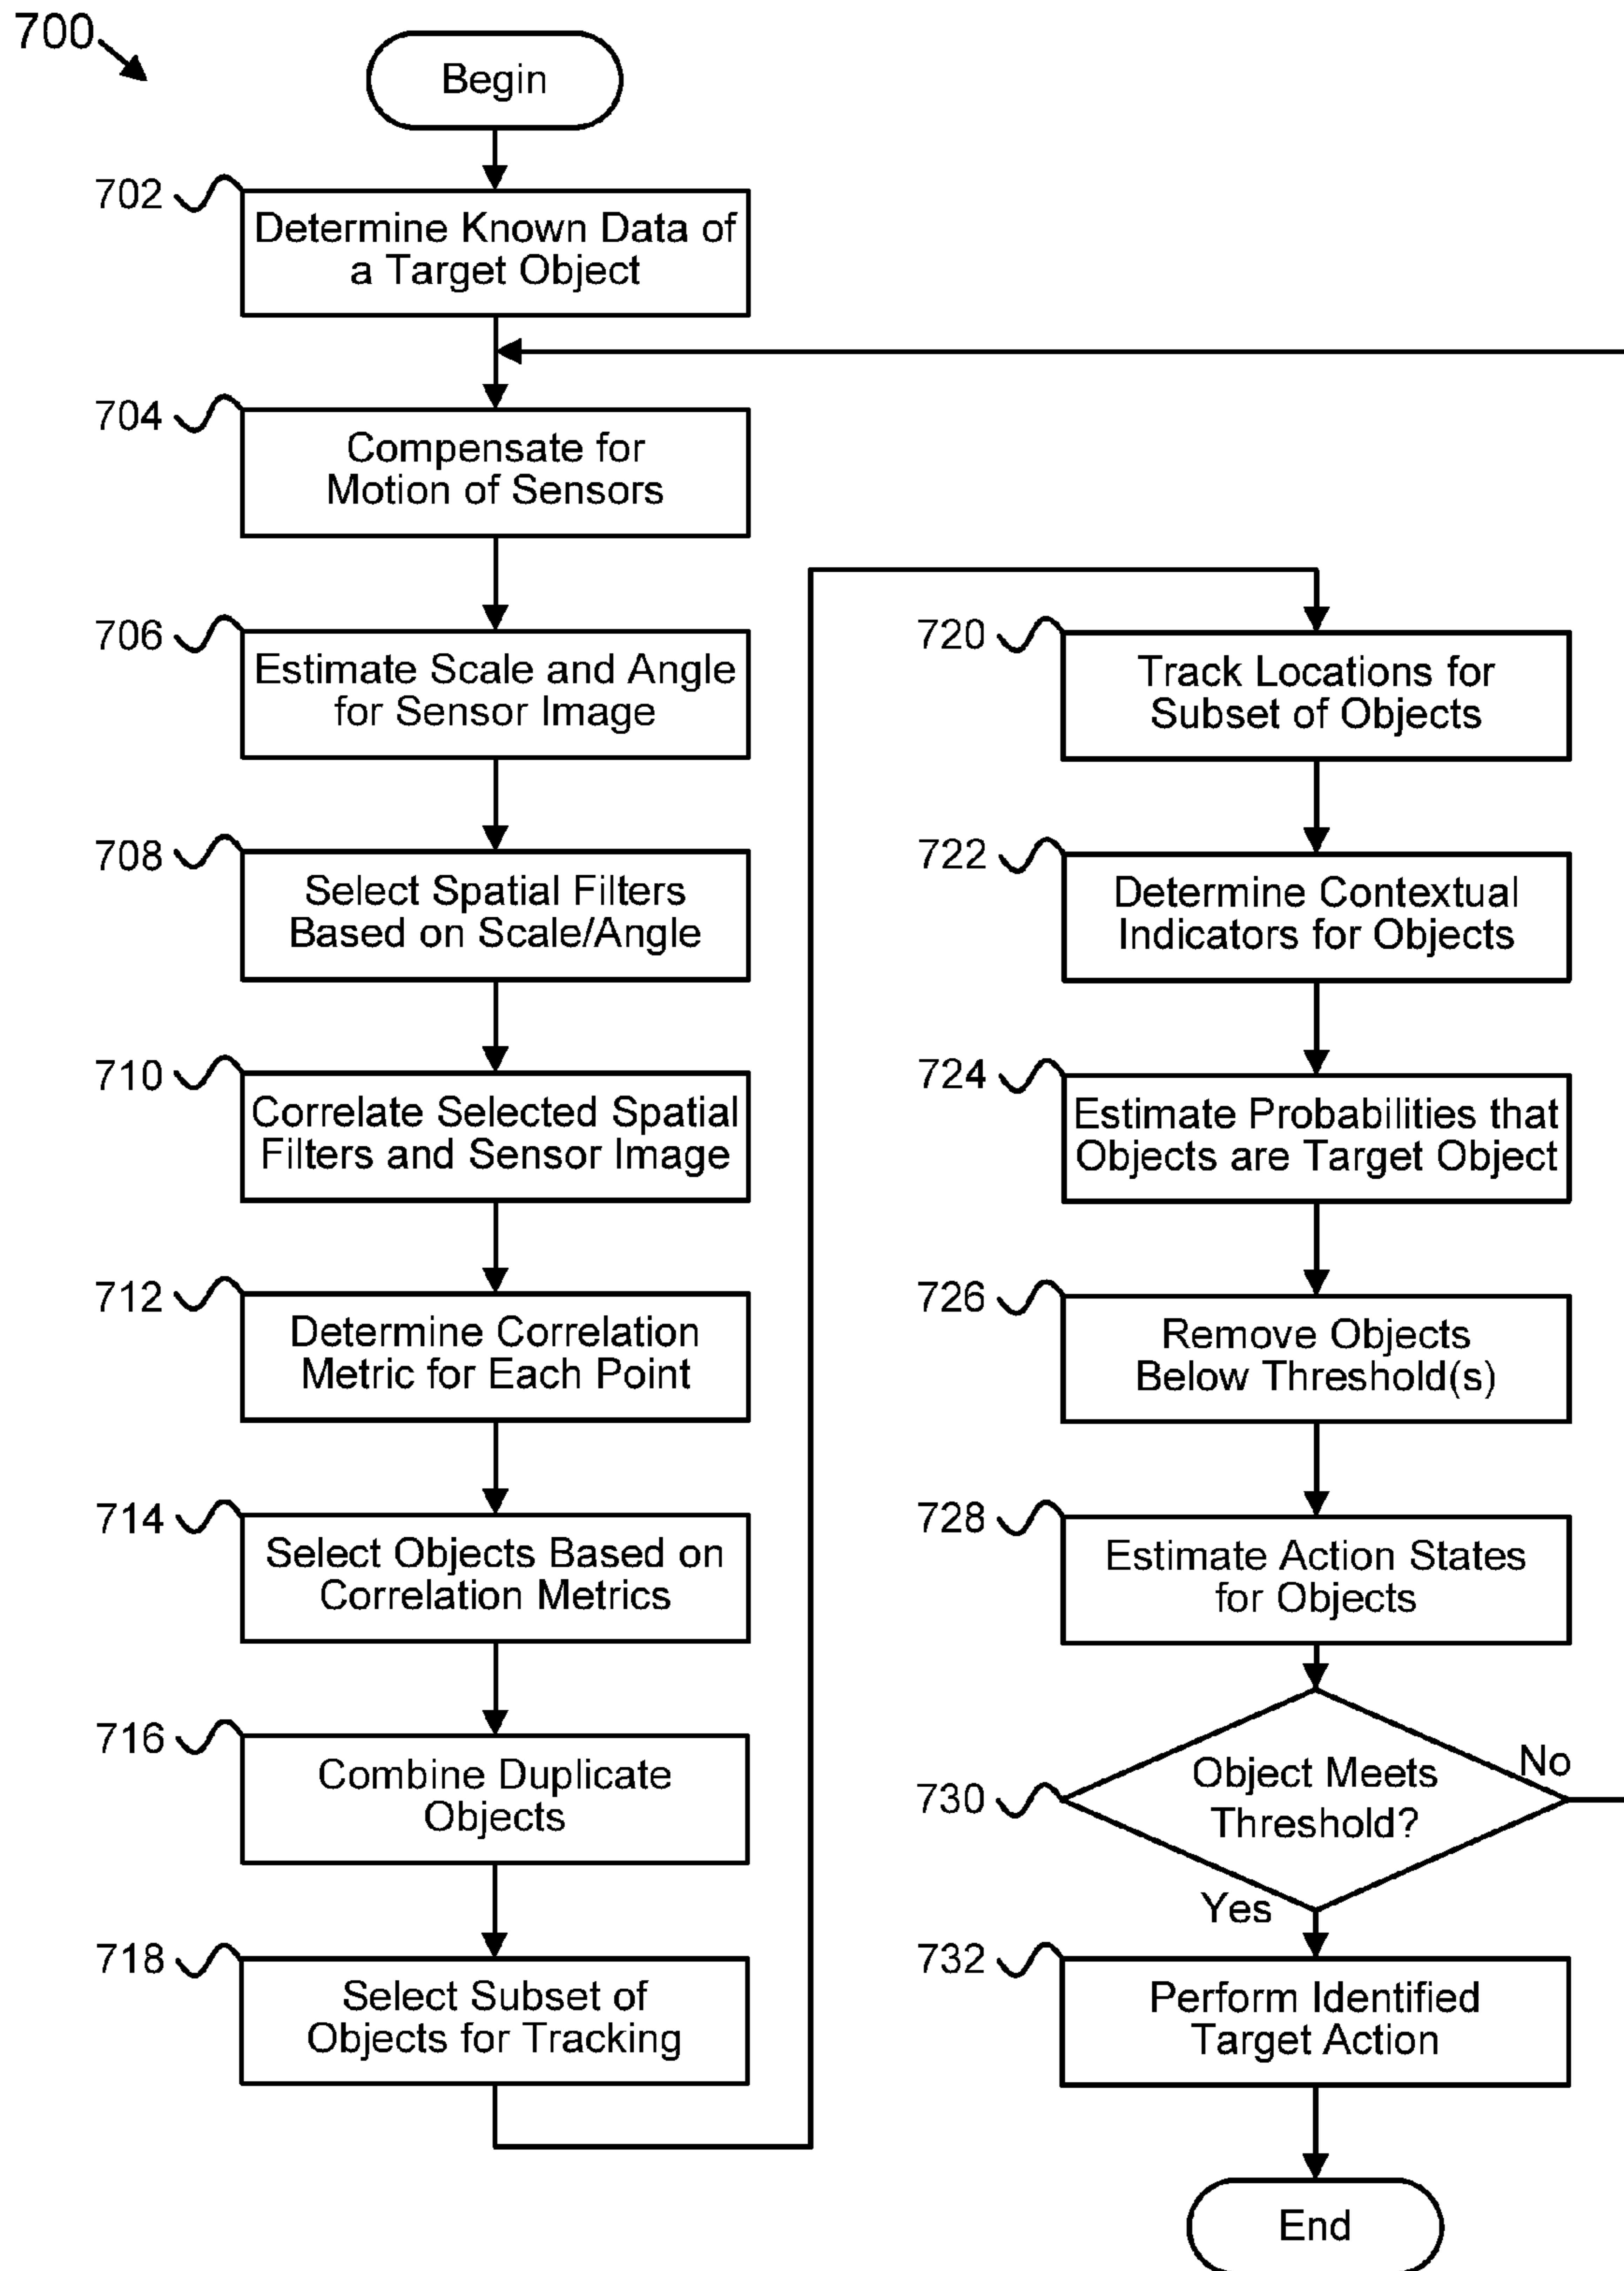 700
Begin
702
Determine Known Data of
a Target Object
704
Compensate for
Motion of Sensors
706
Estimate Scale and Angle
for Sensor Image
708
Select Spatial Filters
Based on Scale/Angle
710
Correlate Selected Spatial
Filters and Sensor Image
712
Determine Correlation
Metric for Each Point
714
Select Objects Based on
Correlation Metrics
716
Combine Duplicate
Objects
718
Select Subset of
Objects for Tracking
720
Track Locations for
Subset of Objects
722
Determine Contextual
Indicators for Objects
724
Estimate Probabilities that
Objects are Target Object
726
Remove Objects
Below Threshold(s)
728
Estimate Action States
for Objects
730
Object Meets
Threshold?
No
Yes
732
Perform Identified
Target Action
End